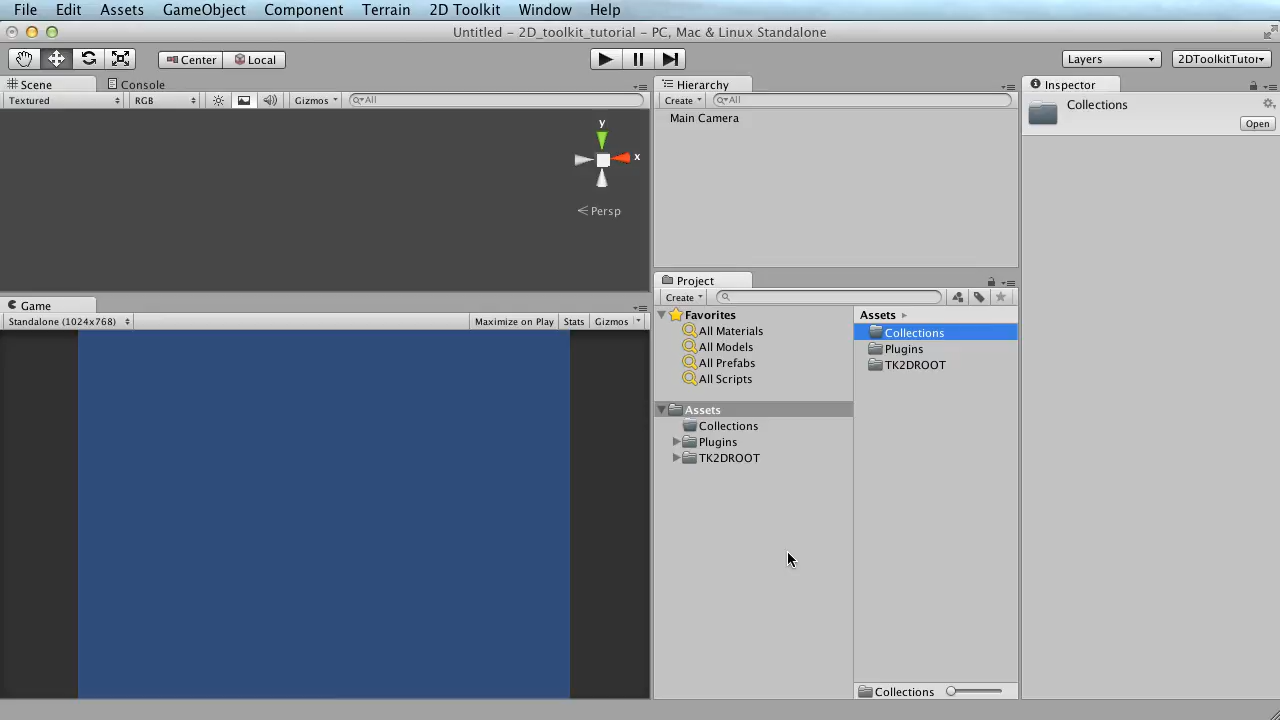 File Edit Assets GameObject Component Terrain 2D Toolkit Window Help
Untitled – 2D_toolkit_tutorial – PC, Mac & Linux Standalone
Center Local Layers 2DToolkitTutor
Scene Console
Textured RGB Gizmos All
y
x
Persp
Hierarchy
Create All
Main Camera
Inspector
Collections
Open
Game
Standalone (1024x768) Maximize on Play Stats Gizmos
Project
Create
Favorites
All Materials
All Models
All Prefabs
All Scripts
Assets
Collections
Plugins
TK2DROOT
Assets
Collections
Plugins
TK2DROOT
Collections